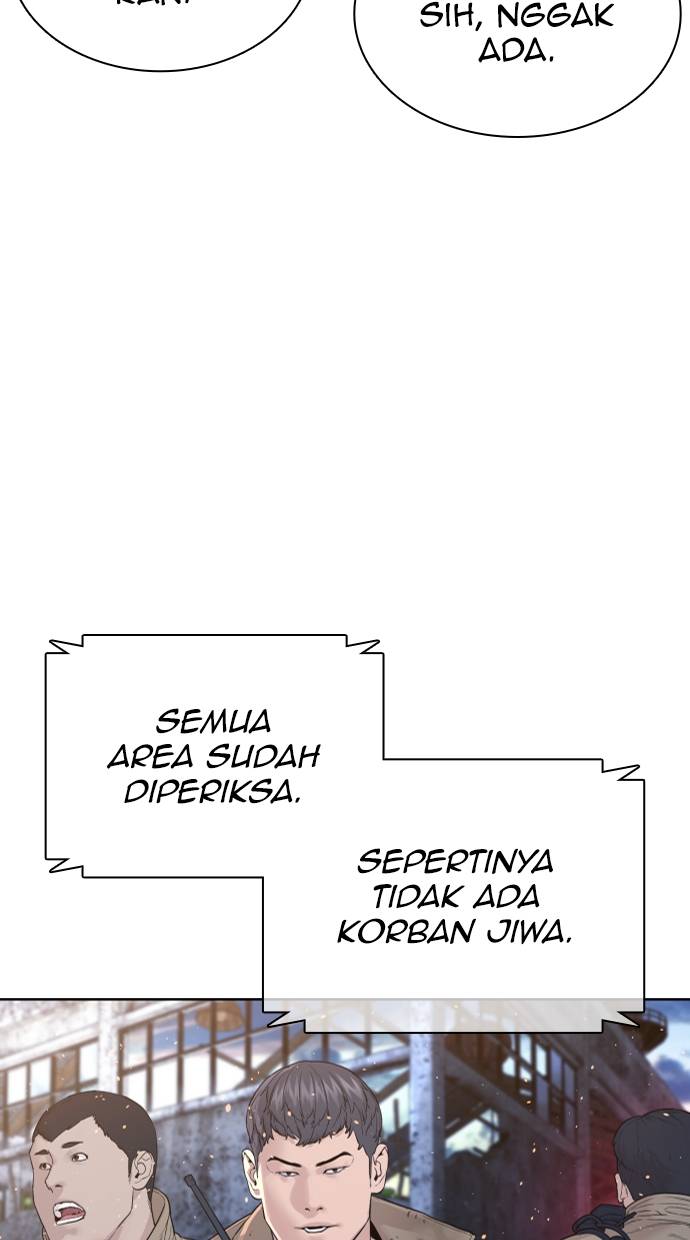 SIH, NGGAK
ADA.
SEMUA
AREA SUDAH
DIPERIKSA.
SEPERTINYA
TIDAK ADA
KORBAN JIWA.